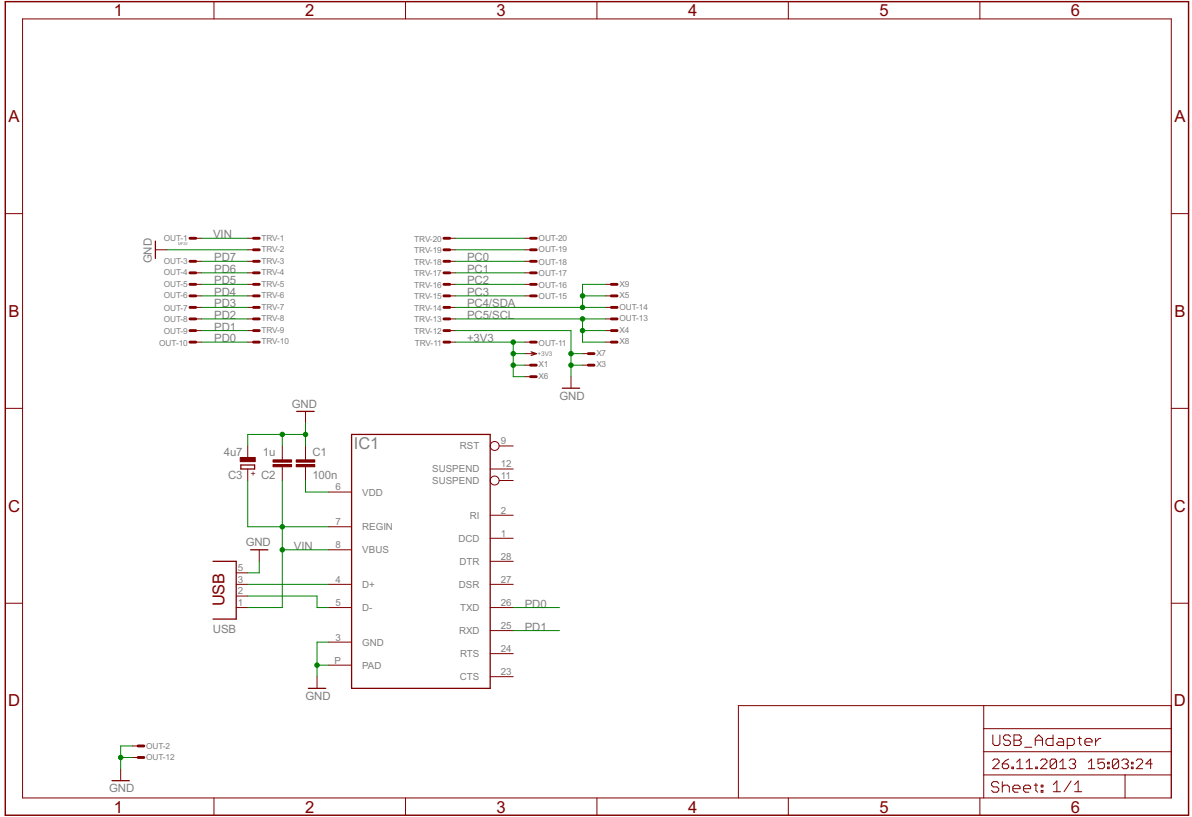 1 2 3 4 5 6
A A
B B
C C
D D
OUT-1 VIN TRV-1
GND TRV-2
OUT-3 PD7 TRV-3
OUT-4 PD6 TRV-4
OUT-5 PD5 TRV-5
OUT-6 PD4 TRV-6
OUT-7 PD3 TRV-7
OUT-8 PD2 TRV-8
OUT-9 PD1 TRV-9
OUT-10 PD0 TRV-10
TRV-20 OUT-20
TRV-19 OUT-19
TRV-18 PC0 OUT-18
TRV-17 PC1 OUT-17
TRV-16 PC2 OUT-16
TRV-15 PC3 OUT-15
TRV-14 PC4/SDA OUT-14
TRV-13 PC5/SCL OUT-13
TRV-12
TRV-11 +3V3 OUT-11
X9
X5
X4
X8
+3V3
X1
X6
X7
X3
GND
GND
4u7 1u C1
C3 + C2 100n
IC1
6 VDD
7 REGIN
VIN 8 VBUS
4 D+
5 D-
3 GND
P PAD
GND
RST 9
SUSPEND 12
SUSPEND 11
RI 2
DCD 1
DTR 28
DSR 27
TXD 26 PD0
RXD 25 PD1
RTS 24
CTS 23
GND
USB
5
3
2
1
USB
OUT-2
OUT-12
GND
USB_Adapter
26.11.2013 15:03:24
Sheet: 1/1
1 2 3 4 5 6